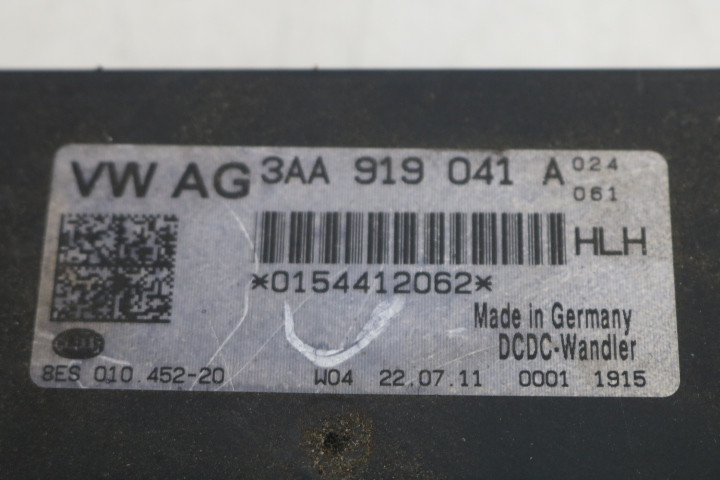 VW AG 3AA 919 041 A 024
061
HLH
*0154412062*
Made in Germany
DCDC-Wandler
8ES 010.452-20 W04 22.07.11 0001 1915